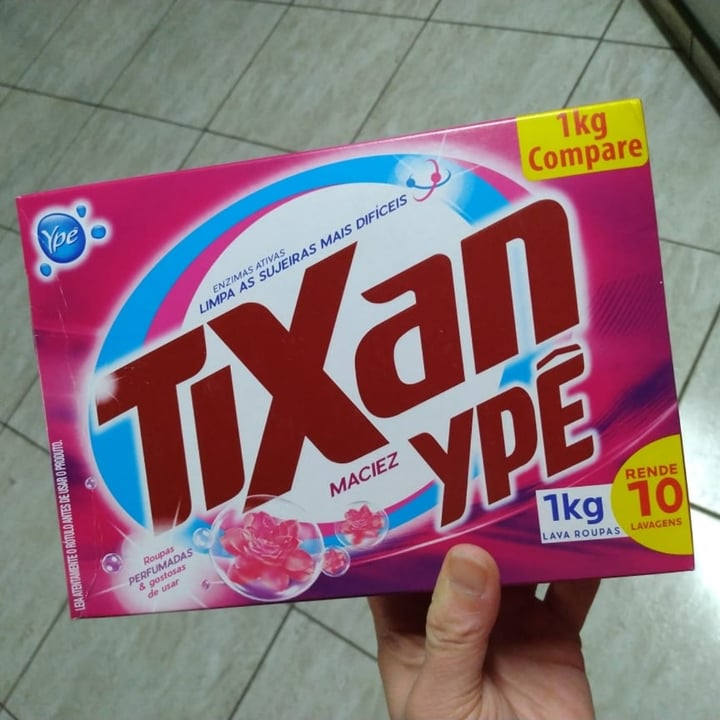 1kg
Compare
Ypê
ENZIMAS ATIVAS
LIMPA AS SUJEIRAS MAIS DIFÍCEIS
TIXan
YPÊ
MACIEZ
Roupas
PERFUMADAS
& gostosas
de usar
1kg
LAVA ROUPAS
RENDE
10
LAVAGENS
LEIA ATENTAMENTE O RÓTULO ANTES DE USAR O PRODUTO.